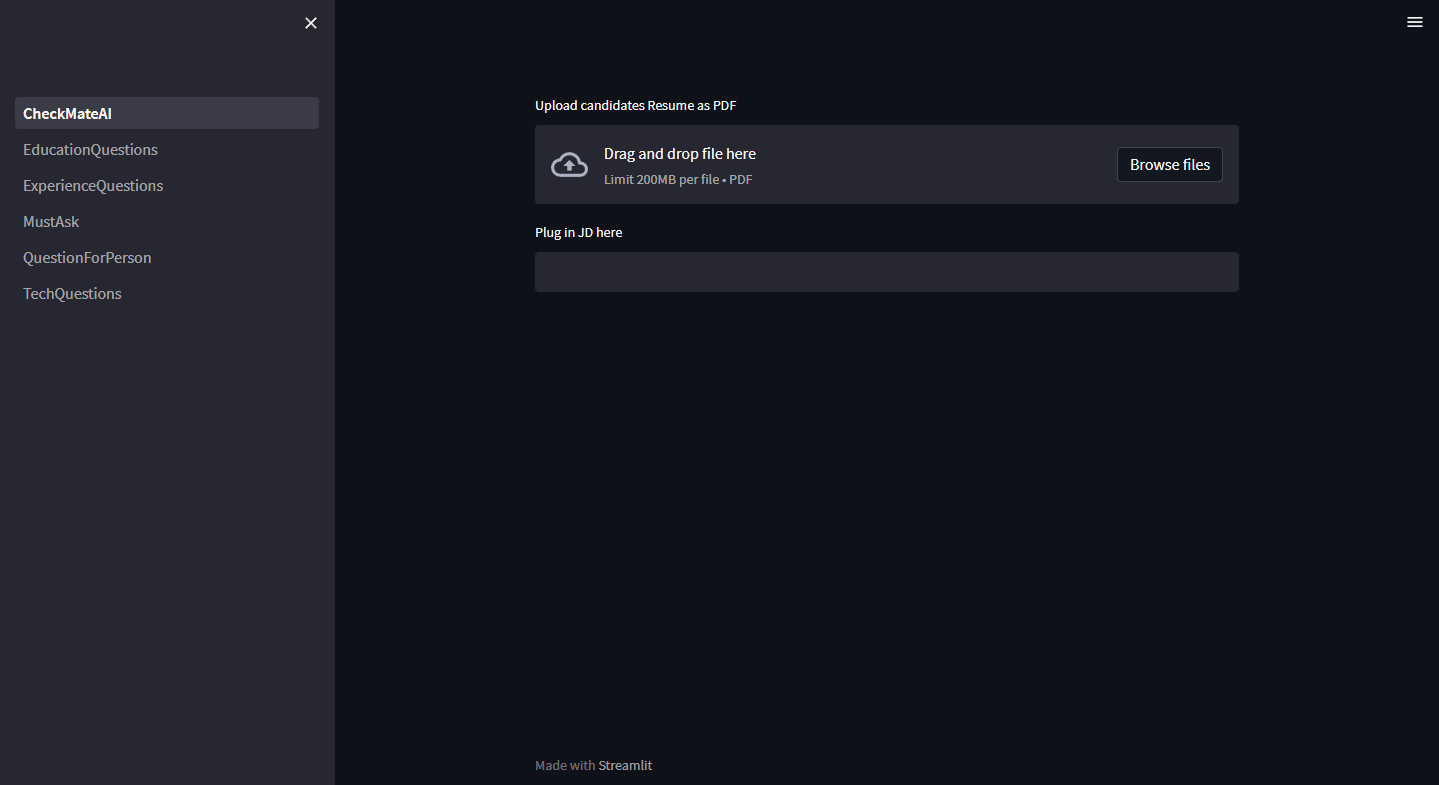 CheckMateAI
EducationQuestions
ExperienceQuestions
MustAsk
QuestionForPerson
TechQuestions
Upload candidates Resume as PDF
Drag and drop file here
Limit 200MB per file • PDF
Browse files
Plug in JD here
Made with Streamlit